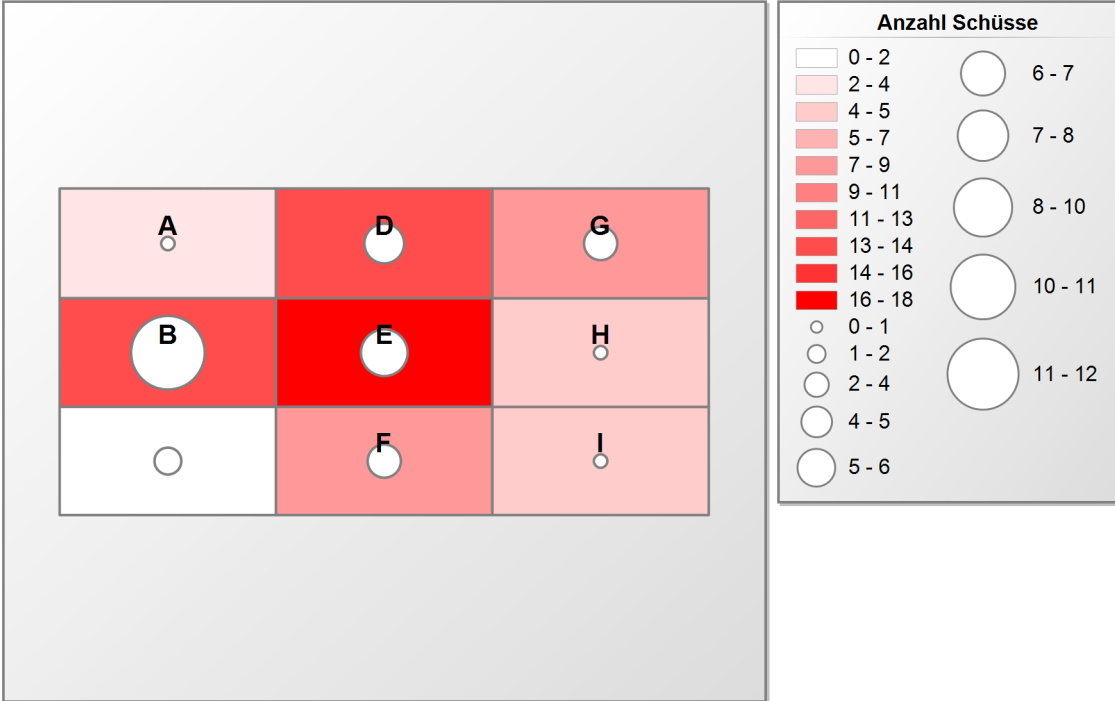 A
D
G
B
E
H
F
I
Anzahl Schüsse
0 - 2
2 - 4
4 - 5
5 - 7
7 - 9
9 - 11
11 - 13
13 - 14
14 - 16
16 - 18
0 - 1
1 - 2
2 - 4
4 - 5
5 - 6
6 - 7
7 - 8
8 - 10
10 - 11
11 - 12